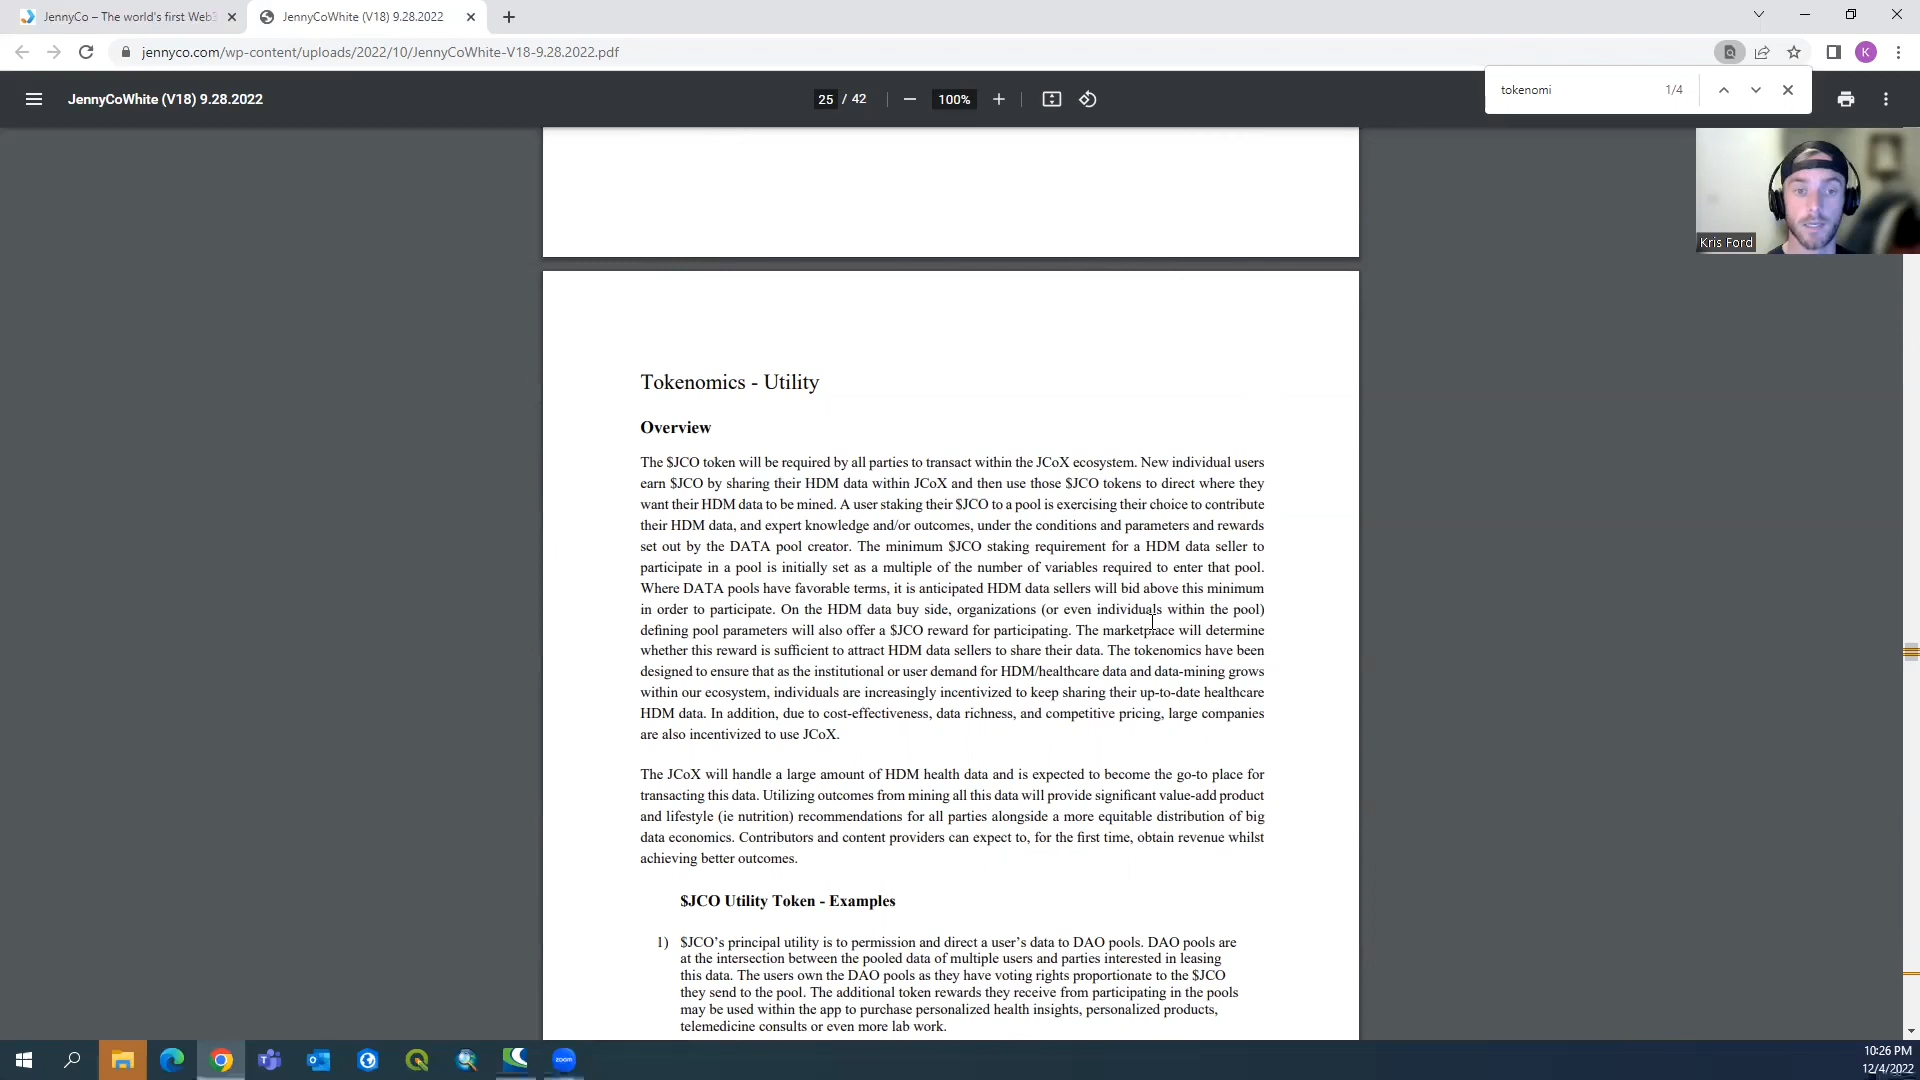 JennyCo – The world's first Web3
JennyCoWhite (V18) 9.28.2022
jennyco.com/wp-content/uploads/2022/10/JennyCoWhite-V18-9.28.2022.pdf
K
JennyCoWhite (V18) 9.28.2022
25 / 42
100%
tokenomi
1/4
Kris Ford
Tokenomics - Utility
Overview
The $JCO token will be required by all parties to transact within the JCoX ecosystem. New individual users
earn $JCO by sharing their HDM data within JCoX and then use those $JCO tokens to direct where they
want their HDM data to be mined. A user staking their $JCO to a pool is exercising their choice to contribute
their HDM data, and expert knowledge and/or outcomes, under the conditions and parameters and rewards
set out by the DATA pool creator. The minimum $JCO staking requirement for a HDM data seller to
participate in a pool is initially set as a multiple of the number of variables required to enter that pool.
Where DATA pools have favorable terms, it is anticipated HDM data sellers will bid above this minimum
in order to participate. On the HDM data buy side, organizations (or even individuals within the pool)
defining pool parameters will also offer a $JCO reward for participating. The marketplace will determine
whether this reward is sufficient to attract HDM data sellers to share their data. The tokenomics have been
designed to ensure that as the institutional or user demand for HDM/healthcare data and data-mining grows
within our ecosystem, individuals are increasingly incentivized to keep sharing their up-to-date healthcare
HDM data. In addition, due to cost-effectiveness, data richness, and competitive pricing, large companies
are also incentivized to use JCoX.
The JCoX will handle a large amount of HDM health data and is expected to become the go-to place for
transacting this data. Utilizing outcomes from mining all this data will provide significant value-add product
and lifestyle (ie nutrition) recommendations for all parties alongside a more equitable distribution of big
data economics. Contributors and content providers can expect to, for the first time, obtain revenue whilst
achieving better outcomes.
$JCO Utility Token - Examples
1) $JCO's principal utility is to permission and direct a user's data to DAO pools. DAO pools are
at the intersection between the pooled data of multiple users and parties interested in leasing
this data. The users own the DAO pools as they have voting rights proportionate to the $JCO
they send to the pool. The additional token rewards they receive from participating in the pools
may be used within the app to purchase personalized health insights, personalized products,
telemedicine consults or even more lab work.
zoom
10:26 PM
12/4/2022